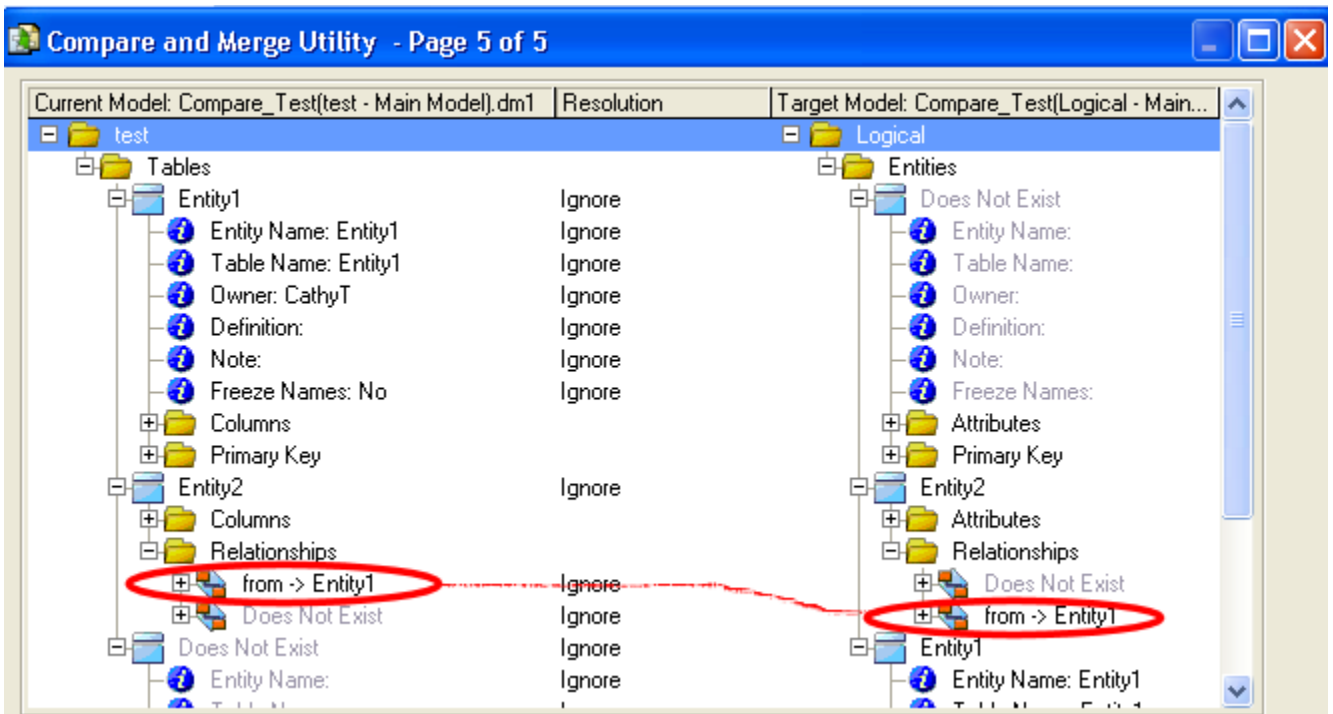 Compare and Merge Utility - Page 5 of 5
Current Model: Compare_Test(test - Main Model).dm1 Resolution Target Model: Compare_Test(Logical - Main...
test Logical
Tables Entities
Entity1 Ignore Does Not Exist
Entity Name: Entity1 Ignore Entity Name:
Table Name: Entity1 Ignore Table Name:
Owner: CathyT Ignore Owner:
Definition: Ignore Definition:
Note: Ignore Note:
Freeze Names: No Ignore Freeze Names:
Columns Attributes
Primary Key Primary Key
Entity2 Ignore Entity2
Columns Attributes
Relationships Relationships
from -> Entity1 Ignore Does Not Exist
Does Not Exist Ignore from -> Entity1
Does Not Exist Ignore Entity1
Entity Name: Ignore Entity Name: Entity1